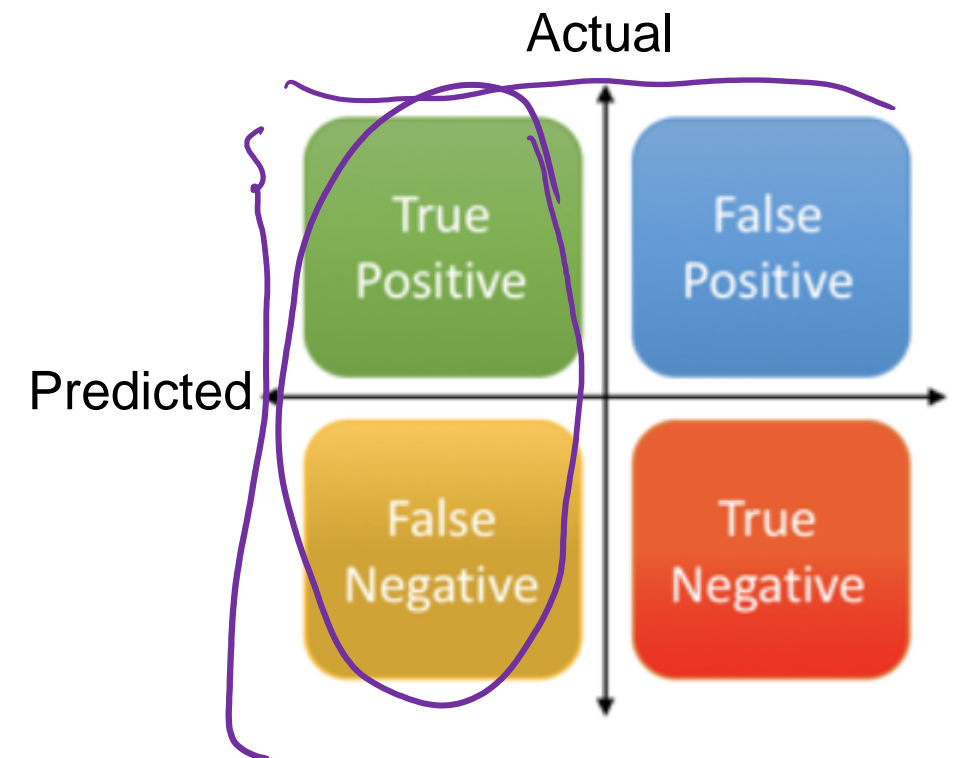 Actual
True
Positive
False
Positive
Predicted
False
Negative
True
Negative